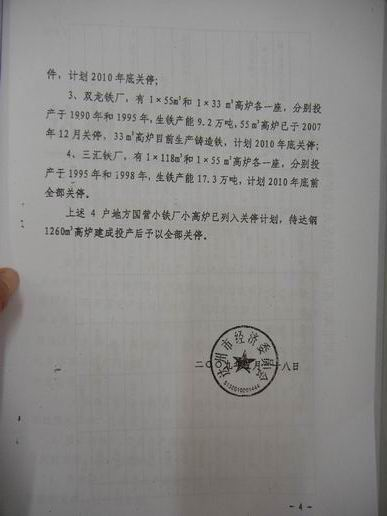 件，计划2010年底关停；
3、双龙铁厂，有1×55m³和1×33 m³高炉各一座，分别投
产于1990年和1995年，生铁产能9.2万吨，55 m³高炉已于2007
年12月关停，33m³高炉目前生产铸造铁，计划2010年底关停；
4、三汇铁厂，有1×118m³和1×55 m³高炉各一座，分别投
产于1995年和1998年，生铁产能17.3万吨，计划2010年底前
全部关停。
上述4户地方国营小铁厂小高炉已列入关停计划，待达钢
1260m³高炉建成投产后予以全部关停。
达州市经济委员会
二〇〇九年 月 十八日
- 4 -